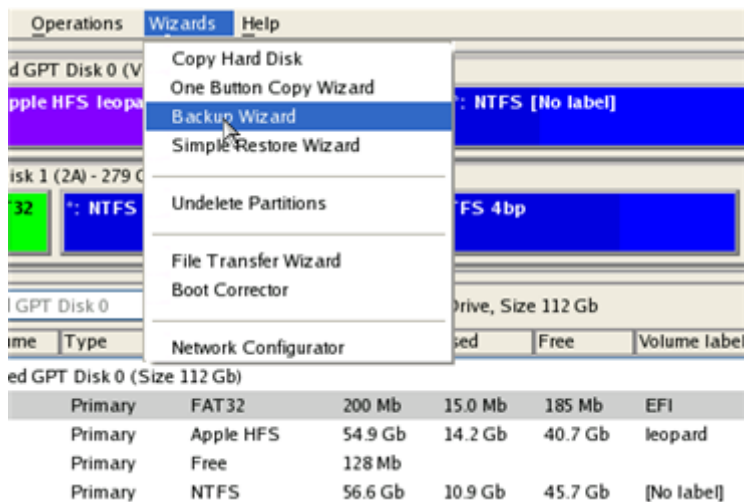 Operations Wizards Help
Copy Hard Disk
d GPT Disk 0 (V
One Button Copy Wizard
pple HFS leopa
Backup Wizard
*: NTFS [No label]
Simple Restore Wizard
isk 1 (2A) - 279 G
Undelete Partitions
32 *: NTFS
TFS 4bp
File Transfer Wizard
Boot Corrector
GPT Disk 0
Drive, Size 112 Gb
Network Configurator
ume Type sed Free Volume label
ed GPT Disk 0 (Size 112 Gb)
Primary FAT32 200 Mb 15.0 Mb 185 Mb EFI
Primary Apple HFS 54.9 Gb 14.2 Gb 40.7 Gb leopard
Primary Free 128 Mb
Primary NTFS 56.6 Gb 10.9 Gb 45.7 Gb [No label]